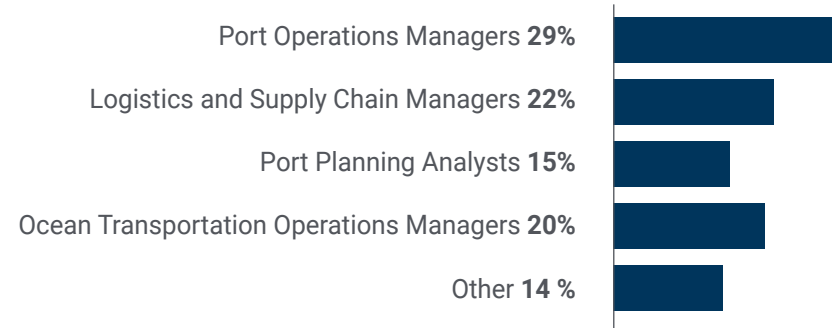 Port Operations Managers 29%
Logistics and Supply Chain Managers 22%
Port Planning Analysts 15%
Ocean Transportation Operations Managers 20%
Other 14 %